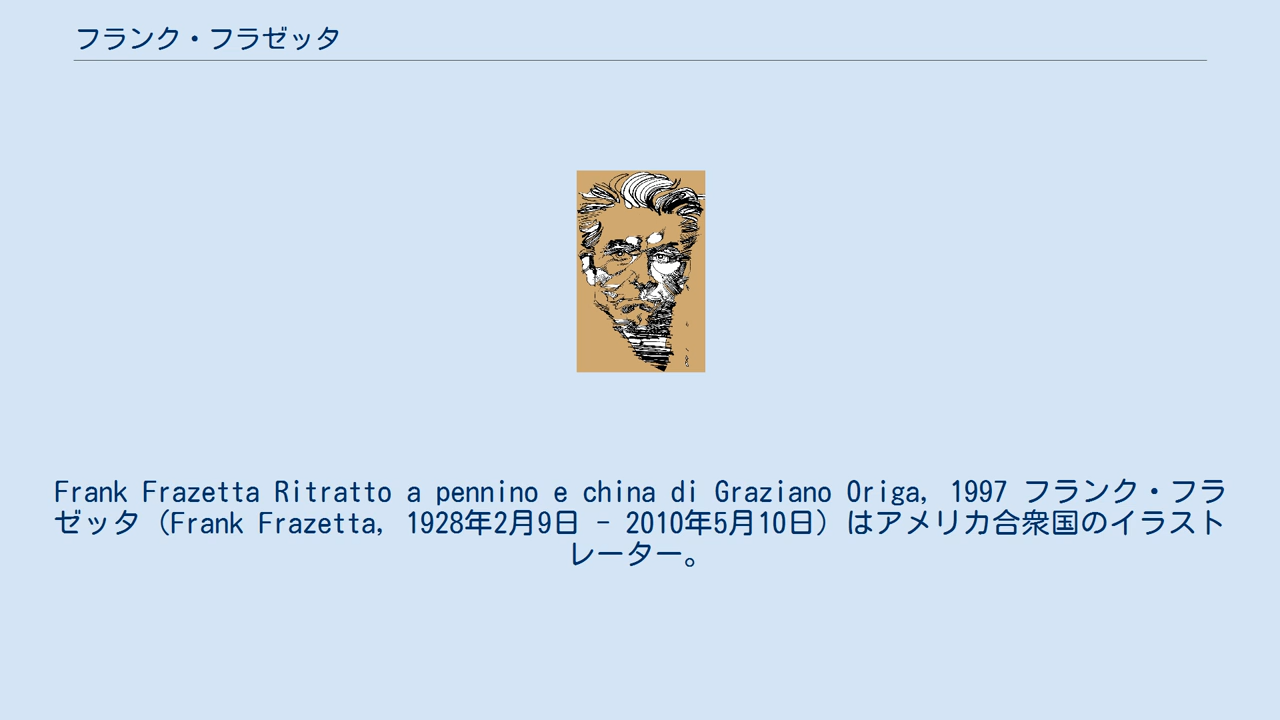 フランク・フラゼッタ
Frank Frazetta Ritratto a pennino e china di Graziano Origa, 1997 フランク・フラ
ゼッタ（Frank Frazetta, 1928年2月9日 - 2010年5月10日）はアメリカ合衆国のイラスト
レーター。